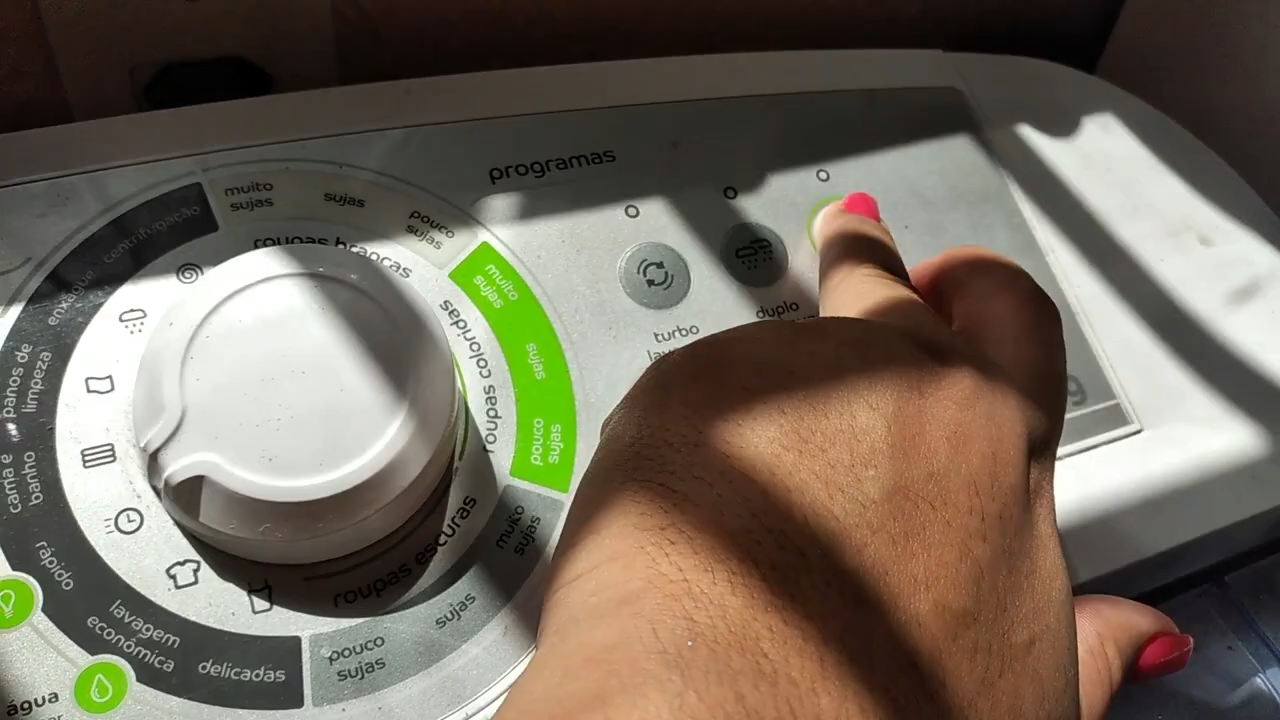 programas
muito
sujas
sujas
pouco
sujas
roupas brancas
muito
sujas
sujas
pouco
sujas
roupas coloridas
muito
sujas
sujas
pouco
sujas
roupas escuras
centrifugação
enxágue
panos de
limpeza
cama e
banho
rápido
lavagem
econômica
delicadas
turbo
duplo
água